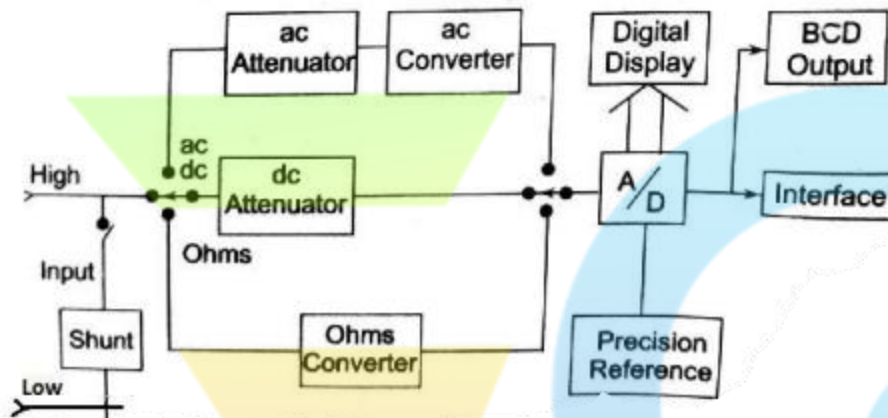 ac
Attenuator
ac
Converter
Digital
Display
BCD
Output
ac
dc
High
dc
Attenuator
A/D
Interface
Ohms
Input
Shunt
Ohms
Converter
Precision
Reference
Low